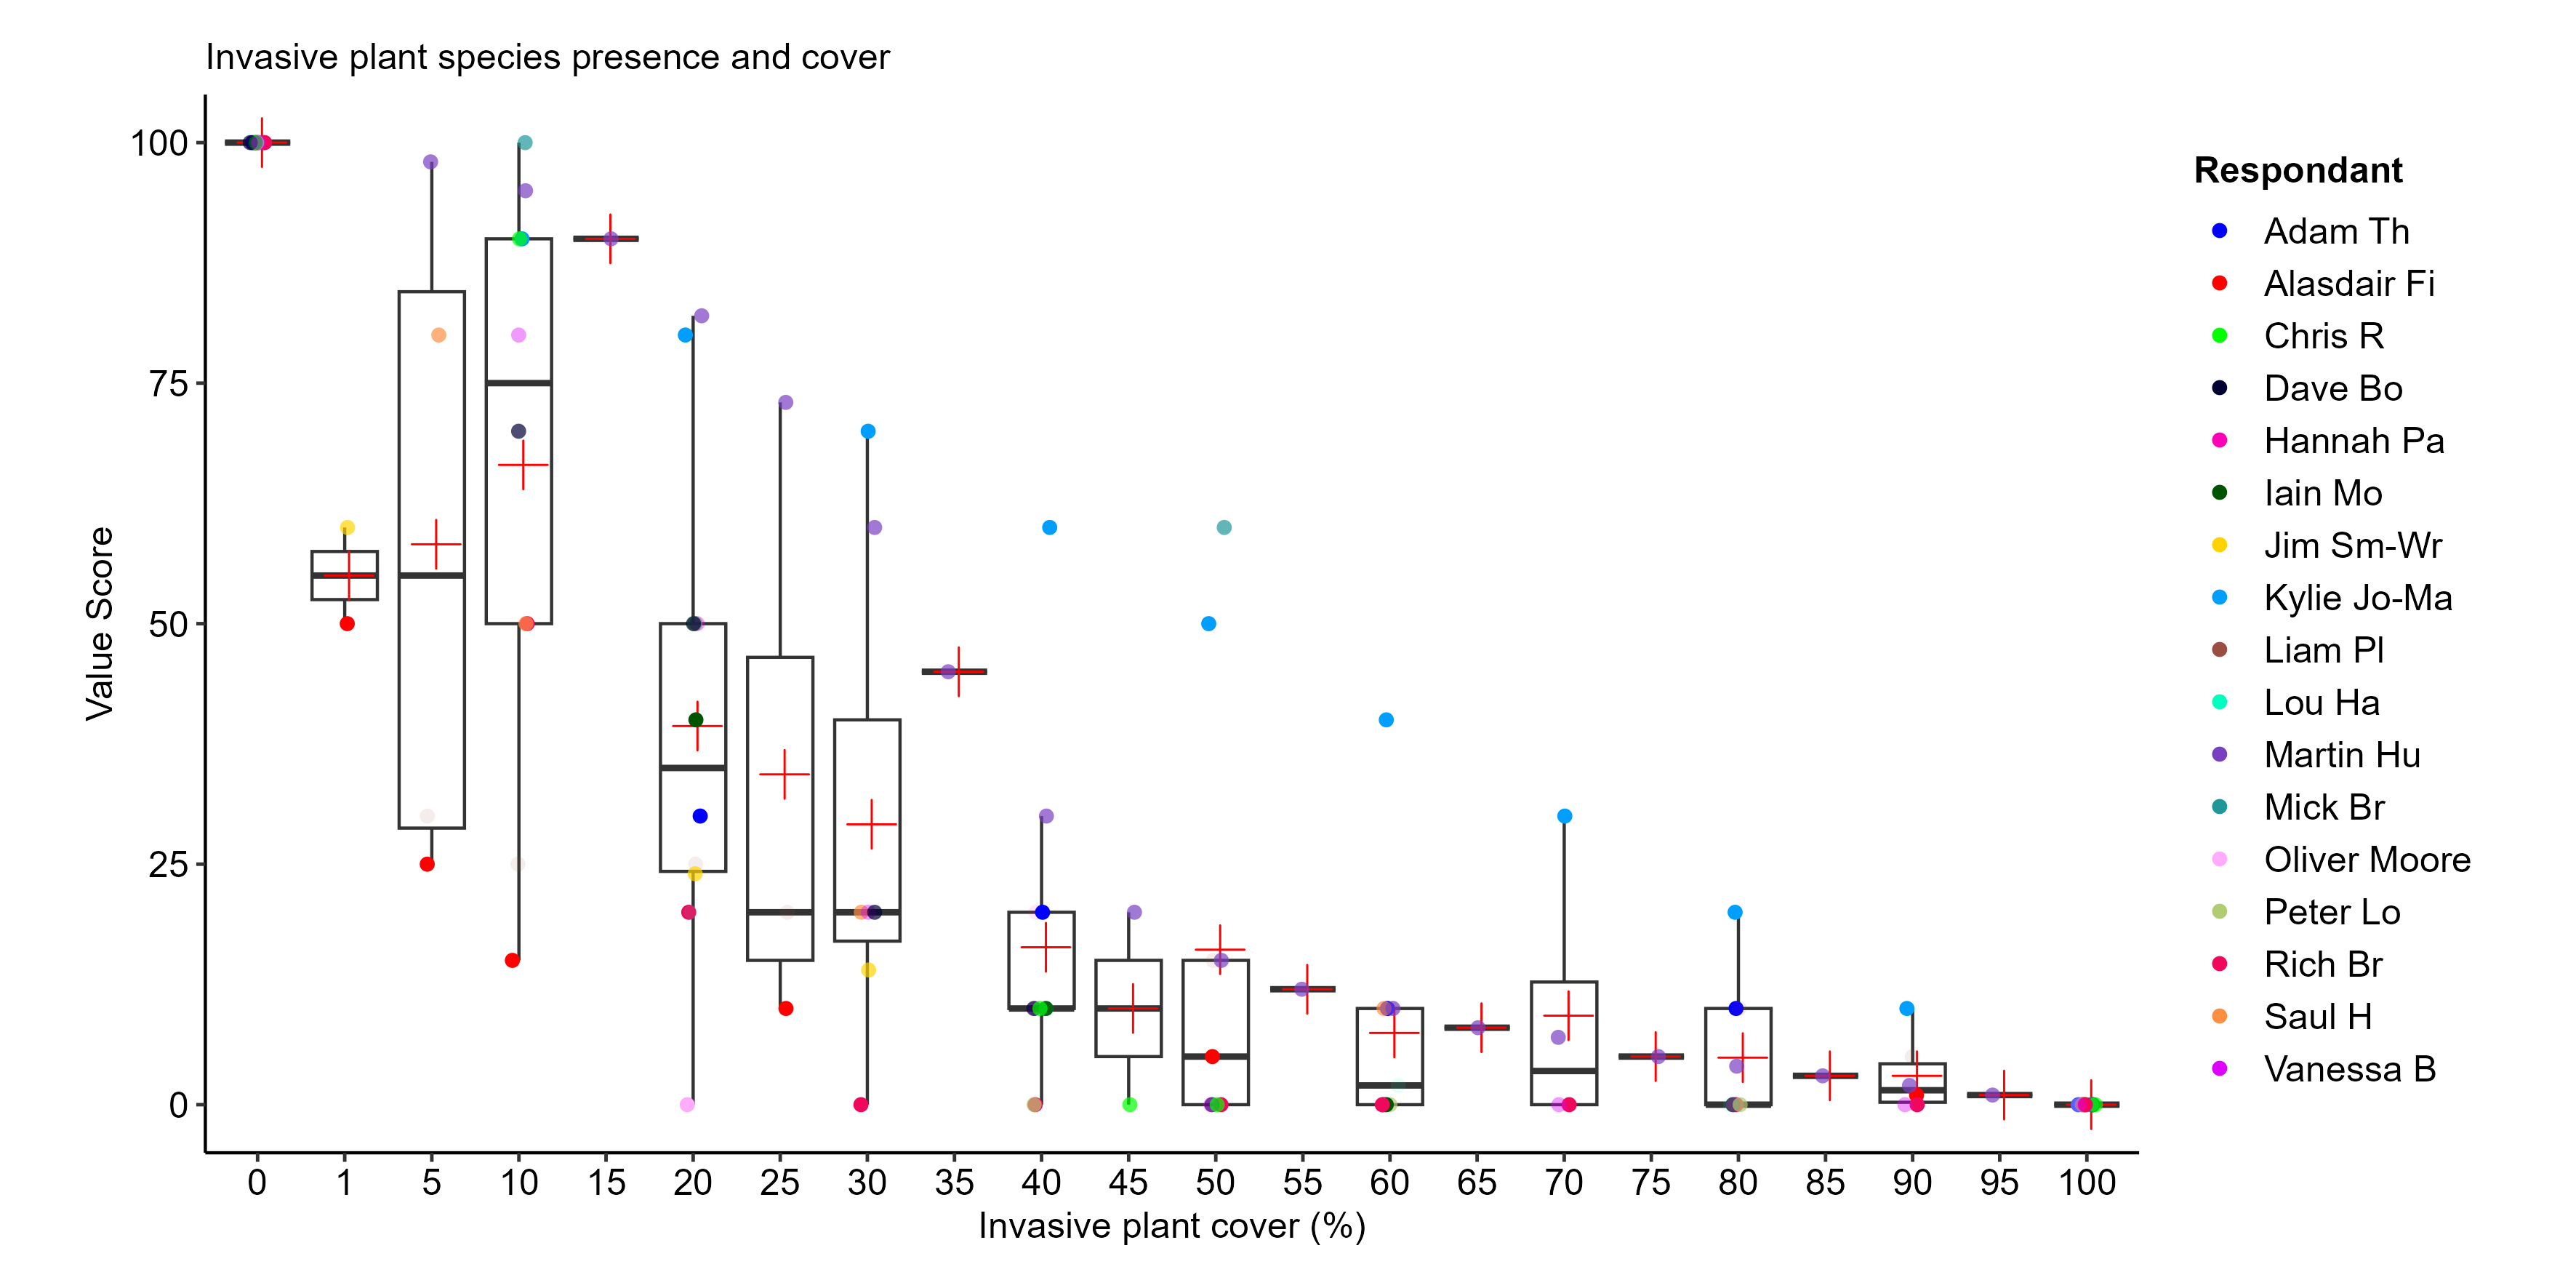 Invasive plant species presence and cover
Value Score
100
75
50
25
0
0 1 5 10 15 20 25 30 35 40 45 50 55 60 65 70 75 80 85 90 95 100
Invasive plant cover (%)
Respondant
Adam Th
Alasdair Fi
Chris R
Dave Bo
Hannah Pa
Iain Mo
Jim Sm-Wr
Kylie Jo-Ma
Liam Pl
Lou Ha
Martin Hu
Mick Br
Oliver Moore
Peter Lo
Rich Br
Saul H
Vanessa B